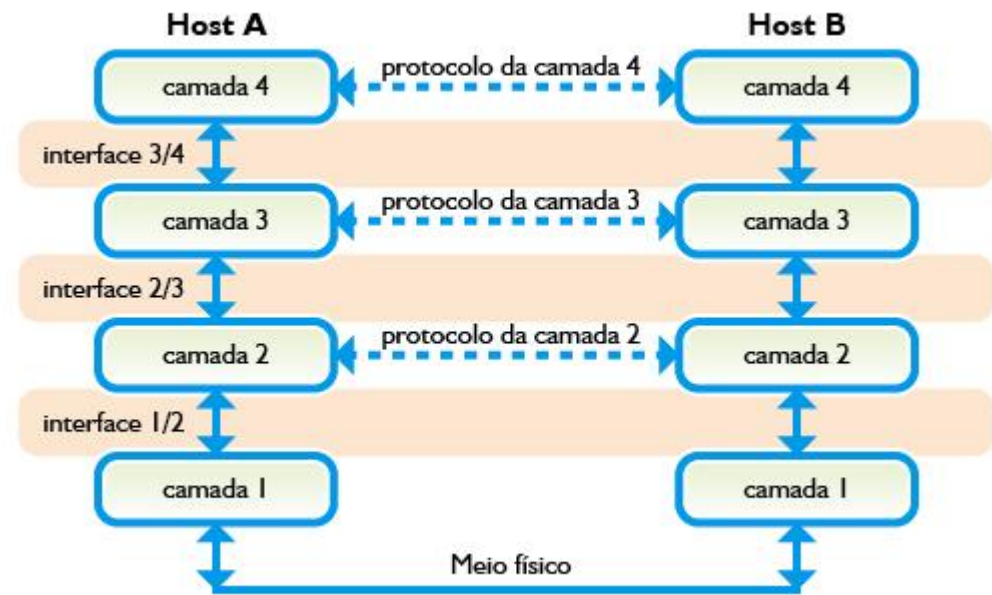 Host A
Host B
camada 4
protocolo da camada 4
camada 4
interface 3/4
camada 3
protocolo da camada 3
camada 3
interface 2/3
camada 2
protocolo da camada 2
camada 2
interface 1/2
camada 1
camada 1
Meio físico